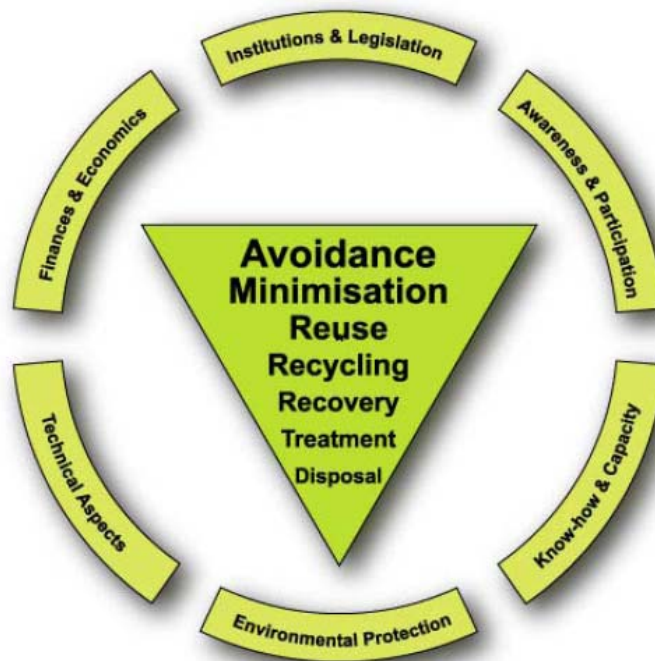 Institutions & Legislation
Awareness & Participation
Know-how & Capacity
Environmental Protection
Technical Aspects
Finances & Economics
Avoidance
Minimisation
Reuse
Recycling
Recovery
Treatment
Disposal